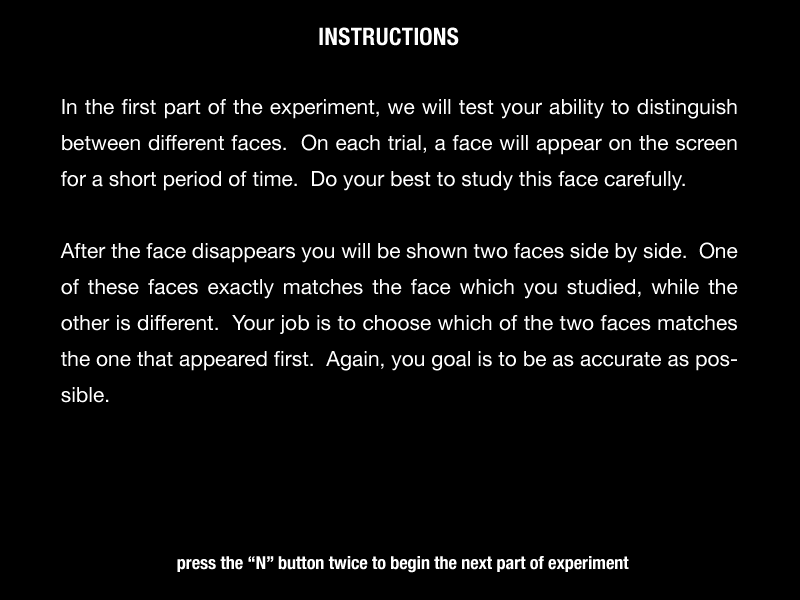 INSTRUCTIONS
In the first part of the experiment, we will test your ability to distinguish
between different faces.  On each trial, a face will appear on the screen
for a short period of time.  Do your best to study this face carefully.
After the face disappears you will be shown two faces side by side.  One
of these faces exactly matches the face which you studied, while the
other is different.  Your job is to choose which of the two faces matches
the one that appeared first.  Again, you goal is to be as accurate as pos-
sible.
press the “N” button twice to begin the next part of experiment